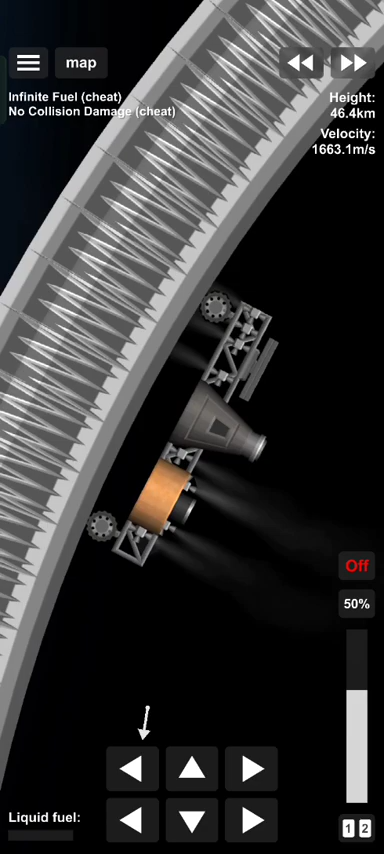 map
Infinite Fuel (cheat)
No Collision Damage (cheat)
Height:
46.4km
Velocity:
1663.1m/s
Off
50%
Liquid fuel:
1 2